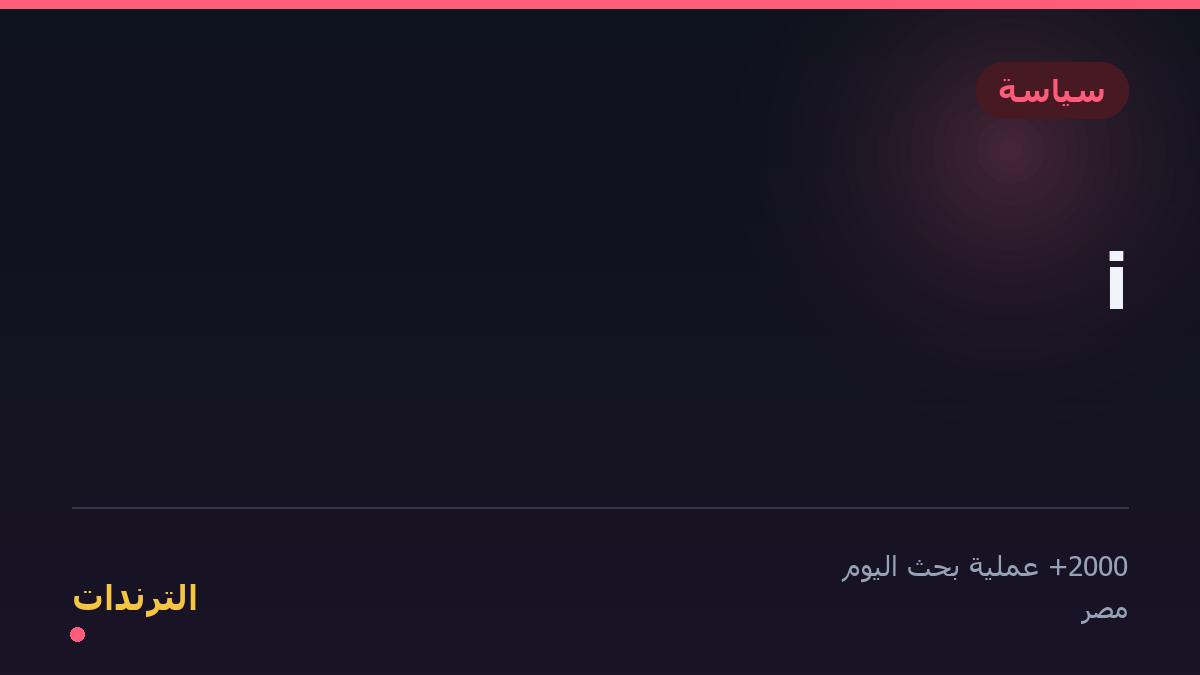 سياسة
i
2000+ عملية بحث اليوم
مصر
الترندات